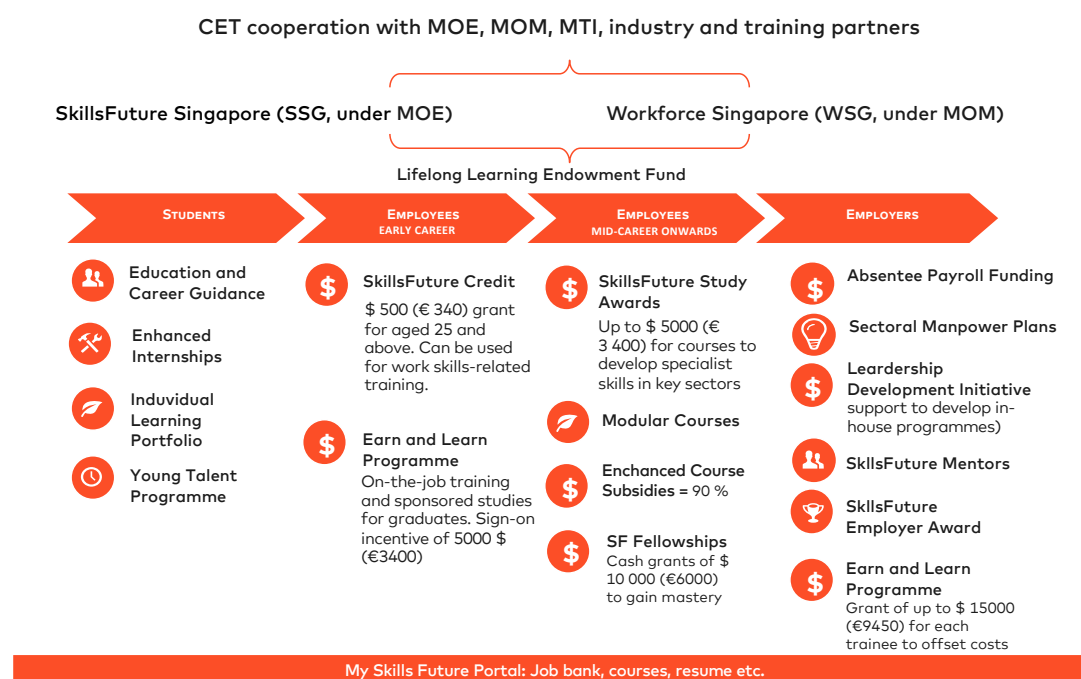 CET cooperation with MOE, MOM, MTI, industry and training partners
SkillsFuture Singapore (SSG, under MOE)
Workforce Singapore (WSG, under MOM)
Lifelong Learning Endowment Fund
STUDENTS
EMPLOYEES
EARLY CAREER
EMPLOYEES
MID-CAREER ONWARDS
EMPLOYERS
Education and
Career Guidance
Enhanced
Internships
Induvidual
Learning
Portfolio
Young Talent
Programme
$
SkillsFuture Credit
$ 500 (€ 340) grant
for aged 25 and
above. Can be used
for work skills-related
training.
$
Earn and Learn
Programme
On-the-job training
and sponsored studies
for graduates. Sign-on
incentive of 5000 $
(€3400)
$
SkillsFuture Study
Awards
Up to $ 5000 (€
3 400) for courses to
develop specialist
skills in key sectors
Modular Courses
$
Enchanced Course
Subsidies = 90 %
$
SF Fellowships
Cash grants of $
10 000 (€6000)
to gain mastery
$
Absentee Payroll Funding
Sectoral Manpower Plans
$
Leardership
Development Initiative
support to develop in-
house programmes)
SkllsFuture Mentors
SkllsFuture
Employer Award
$
Earn and Learn
Programme
Grant of up to $ 15000
(€9450) for each
trainee to offset costs
My Skills Future Portal: Job bank, courses, resume etc.